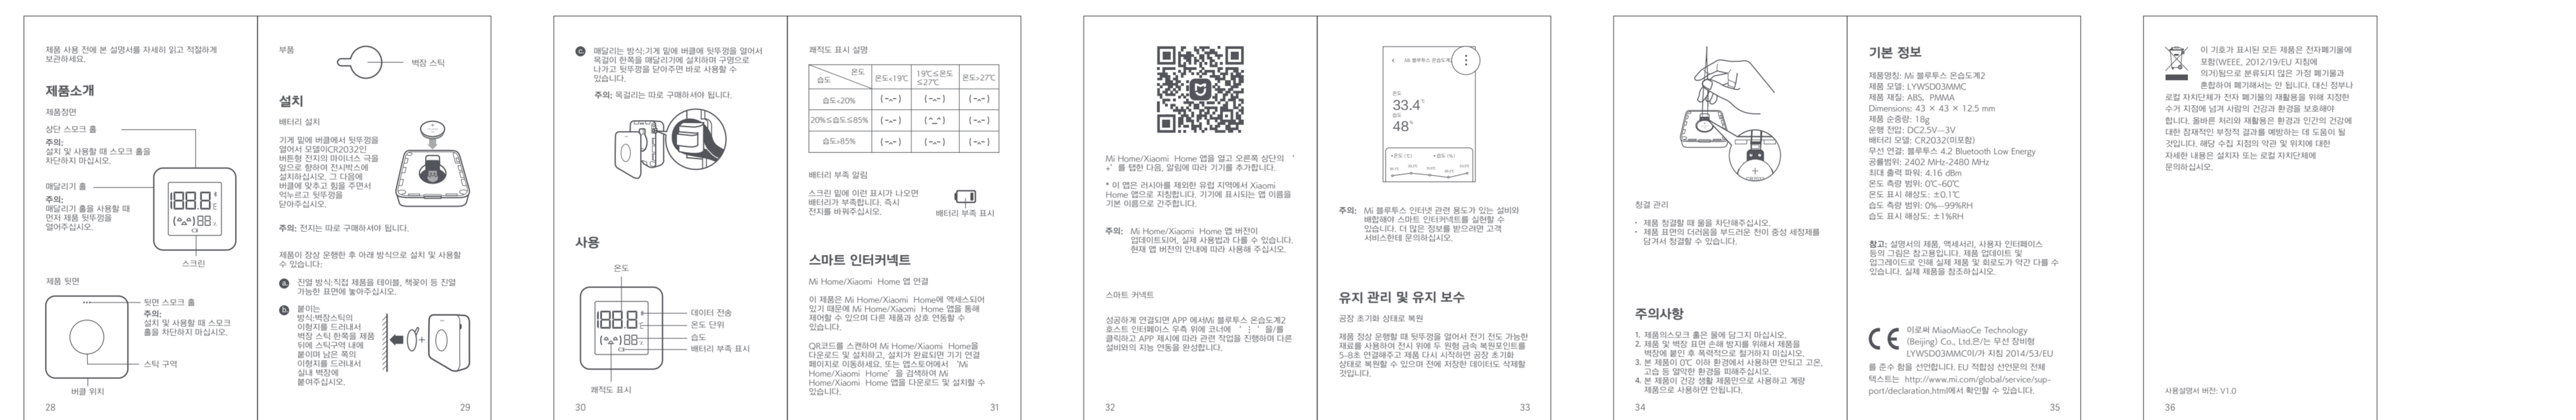 제품 사용 전에 본 설명서를 자세히 읽고 적절하게
보관하세요.
제품소개
제품정면
상단 스모크 홀
주의:
설치 및 사용할 때 스모크 홀을
차단하지 마십시오.
매달리기 홀
주의:
매달리기 홀을 사용할 때
먼저 제품 뒷뚜껑을
열어주십시오.
스크린
제품 뒷면
뒷면 스모크 홀
주의:
설치 및 사용할 때 스모크
홀을 차단하지 마십시오.
스틱 구역
버클 위치
28
부품
벽장 스틱
설치
배터리 설치
기계 밑에 버클에서 뒷뚜껑을
열어서 모델이CR2032인
버튼형 전지의 마이너스 극을
앞으로 향하여 전사박스에
설치하십시오. 그 다음에
버클에 맞추고 힘을 주면서
억누르고 뒷뚜껑을
닫아주십시오.
주의: 전지는 따로 구매하셔야 됩니다.
제품이 장상 운행한 후 아래 방식으로 설치 및 사용할
수 있습니다:
a. 진열 방식:직접 제품을 테이블, 책꽂이 등 진열
가능한 표면에 놓아주십시오.
b. 붙이는
방식:벽장스틱의
이형지를 드러내서
벽장 스틱 한쪽을 제품
뒤에 스틱구역 내에
붙이며 남은 쪽의
이형지를 드러내서
실내 벽장에
붙여주십시오.
29
c. 매달리는 방식:기계 밑에 버클에 뒷뚜껑을 열어서
목걸이 한쪽을 매달리기에 설치하며 구멍으로
나가고 뒷뚜껑을 닫아주면 바로 사용할 수
있습니다.
주의: 목걸리는 따로 구매하셔야 됩니다.
사용
온도
데이터 전송
온도 단위
습도
배터리 부족 표시
쾌적도 표시
30
쾌적도 표시 설명
온도
습도
온도<19℃
19℃≤온도
≤27℃
온도>27℃
습도<20% (-^-) (-^-) (-^-)
20%≤습도≤85% (-^-) (^_^) (-^-)
습도>85% (-^-) (-^-) (-^-)
배터리 부족 알림
스크린 밑에 이런 표시가 나오면
배터리가 부족합니다. 즉시
전지를 바꿔주십시오.
배터리 부족 표시
스마트 인터커넥트
Mi Home/Xiaomi Home 앱 연결
이 제품은 Mi Home/Xiaomi Home에 액세스되어
있기 때문에 Mi Home/Xiaomi Home 앱을 통해
제어할 수 있으며 다른 제품과 상호 연동할 수
있습니다.
QR코드를 스캔하여 Mi Home/Xiaomi Home을
다운로드 및 설치하고, 설치가 완료되면 기기 연결
페이지로 이동하세요. 또는 앱스토어에서 'Mi
Home/Xiaomi Home' 을 검색하여 Mi
Home/Xiaomi Home 앱을 다운로드 및 설치할 수
있습니다.
31
Mi Home/Xiaomi Home 앱을 열고 오른쪽 상단의 '
+' 를 탭한 다음, 알림에 따라 기기를 추가합니다.
* 이 앱은 러시아를 제외한 유럽 지역에서 Xiaomi
Home 앱으로 지칭합니다. 기기에 표시되는 앱 이름을
기본 이름으로 간주합니다.
주의: Mi Home/Xiaomi Home 앱 버전이
업데이트되어, 실제 사용법과 다를 수 있습니다.
현재 앱 버전의 안내에 따라 사용해 주십시오.
스마트 커넥트
성공하게 연결되면 APP 에서Mi 블루투스 온습도계2
호스트 인터페이스 우측 위에 코너에 ' ⋮ ' 을/를
클릭하고 APP 제시에 따라 관련 작업을 진행하며 다른
설비와의 지능 연동을 완성합니다.
32
Mi 블루투스 온습도계2
온도
33.4℃
습도
48%
•온도 (℃) •습도 (%)
주의: Mi 블루투스 인터넷 관련 용도가 있는 설비와
배합해야 스마트 인터커넥트를 실현할 수
있습니다. 더 많은 정보를 받으려면 고객
서비스한테 문의하십시오.
유지 관리 및 유지 보수
공장 초기화 상태로 복원
제품 정상 운행할 때 뒷뚜껑을 열어서 전기 전도 가능한
재료를 사용하여 전시 위에 두 원형 금속 복원포인트를
5-8초 연결해주고 제품 다시 시작하면 공장 초기화
상태로 복원할 수 있으며 전에 저장한 데이터도 삭제할
것입니다.
33
CR2032
청결 관리
· 제품 청결할 때 물을 차단해주십시오.
· 제품 표면의 더러움을 부드러운 천이 중성 세정제를
담겨서 청결할 수 있습니다.
주의사항
1. 제품의스모크 홀은 물에 담그지 마십시오.
2. 제품 및 벽장 표면 손해 방지를 위해서 제품을
벽장에 붙인 후 폭력적으로 철거하지 미십시오.
3. 본 제품이 0℃ 이하 환경에서 사용하면 안되고 고온,
고습 등 열악한 환경을 피해주십시오.
4. 본 제품이 건강 생활 제품만으로 사용하고 계량
제품으로 사용하면 안됩니다.
34
기본 정보
제품명칭: Mi 블루투스 온습도계2
제품 모델: LYWSD03MMC
제품 재질: ABS、PMMA
Dimensions: 43 × 43 × 12.5 mm
제품 순중량: 18g
운행 전압: DC2.5V—3V
배터리 모델: CR2032(미포함)
무선 연결: 블루투스 4.2 Bluetooth Low Energy
공률범위: 2402 MHz-2480 MHz
최대 출력 파워: 4.16 dBm
온도 측량 범위: 0℃-60℃
온도 표시 해상도: ±0.1℃
습도 측량 범위: 0%—99%RH
습도 표시 해상도: ±1%RH
참고: 설명서의 제품, 액세서리, 사용자 인터페이스
등의 그림은 참고용입니다. 제품 업데이트 및
업그레이드로 인해 실제 제품 및 회로도가 약간 다를 수
있습니다. 실제 제품을 참조하십시오.
이로써 MiaoMiaoCe Technology
(Beijing) Co., Ltd.은/는 무선 장비형
LYWSD03MMC이/가 지침 2014/53/EU
를 준수 함을 선언합니다. EU 적합성 선언문의 전체
텍스트는 http://www.mi.com/global/service/sup-
port/declaration.html에서 확인할 수 있습니다.
35
이 기호가 표시된 모든 제품은 전자폐기물에
포함(WEEE, 2012/19/EU 지침에
의거)됨으로 분류되지 않은 가정 폐기물과
혼합하여 폐기해서는 안 됩니다. 대신 정부나
로컬 자치단체가 전자 폐기물의 재활용을 위해 지정한
수거 지점에 넘겨 사람의 건강과 환경을 보호해야
합니다. 올바른 처리와 재활용은 환경과 인간의 건강에
대한 잠재적인 부정적 결과를 예방하는 데 도움이 될
것입니다. 해당 수집 지점의 약관 및 위치에 대한
자세한 내용은 설치자 또는 로컬 자치단체에
문의하십시오.
사용설명서 버전: V1.0
36